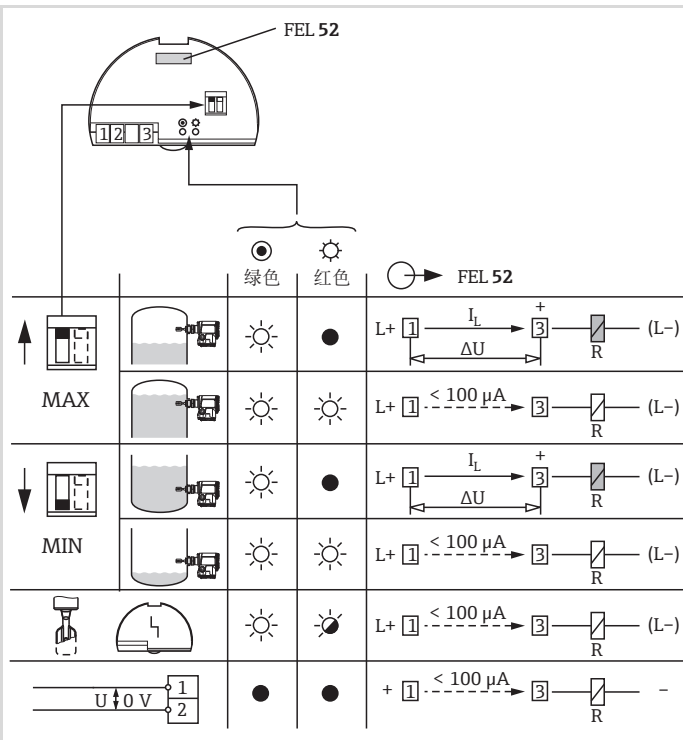 FEL 52
1 2 3
绿色 红色 FEL 52
MAX
L+ 1 I_L + 3 (L−)
ΔU R
L+ 1 < 100 µA 3 (L−)
R
MIN
L+ 1 I_L + 3 (L−)
ΔU R
L+ 1 < 100 µA 3 (L−)
R
L+ 1 < 100 µA 3 (L−)
R
U 0 V 1
2
+ 1 < 100 µA 3 −
R